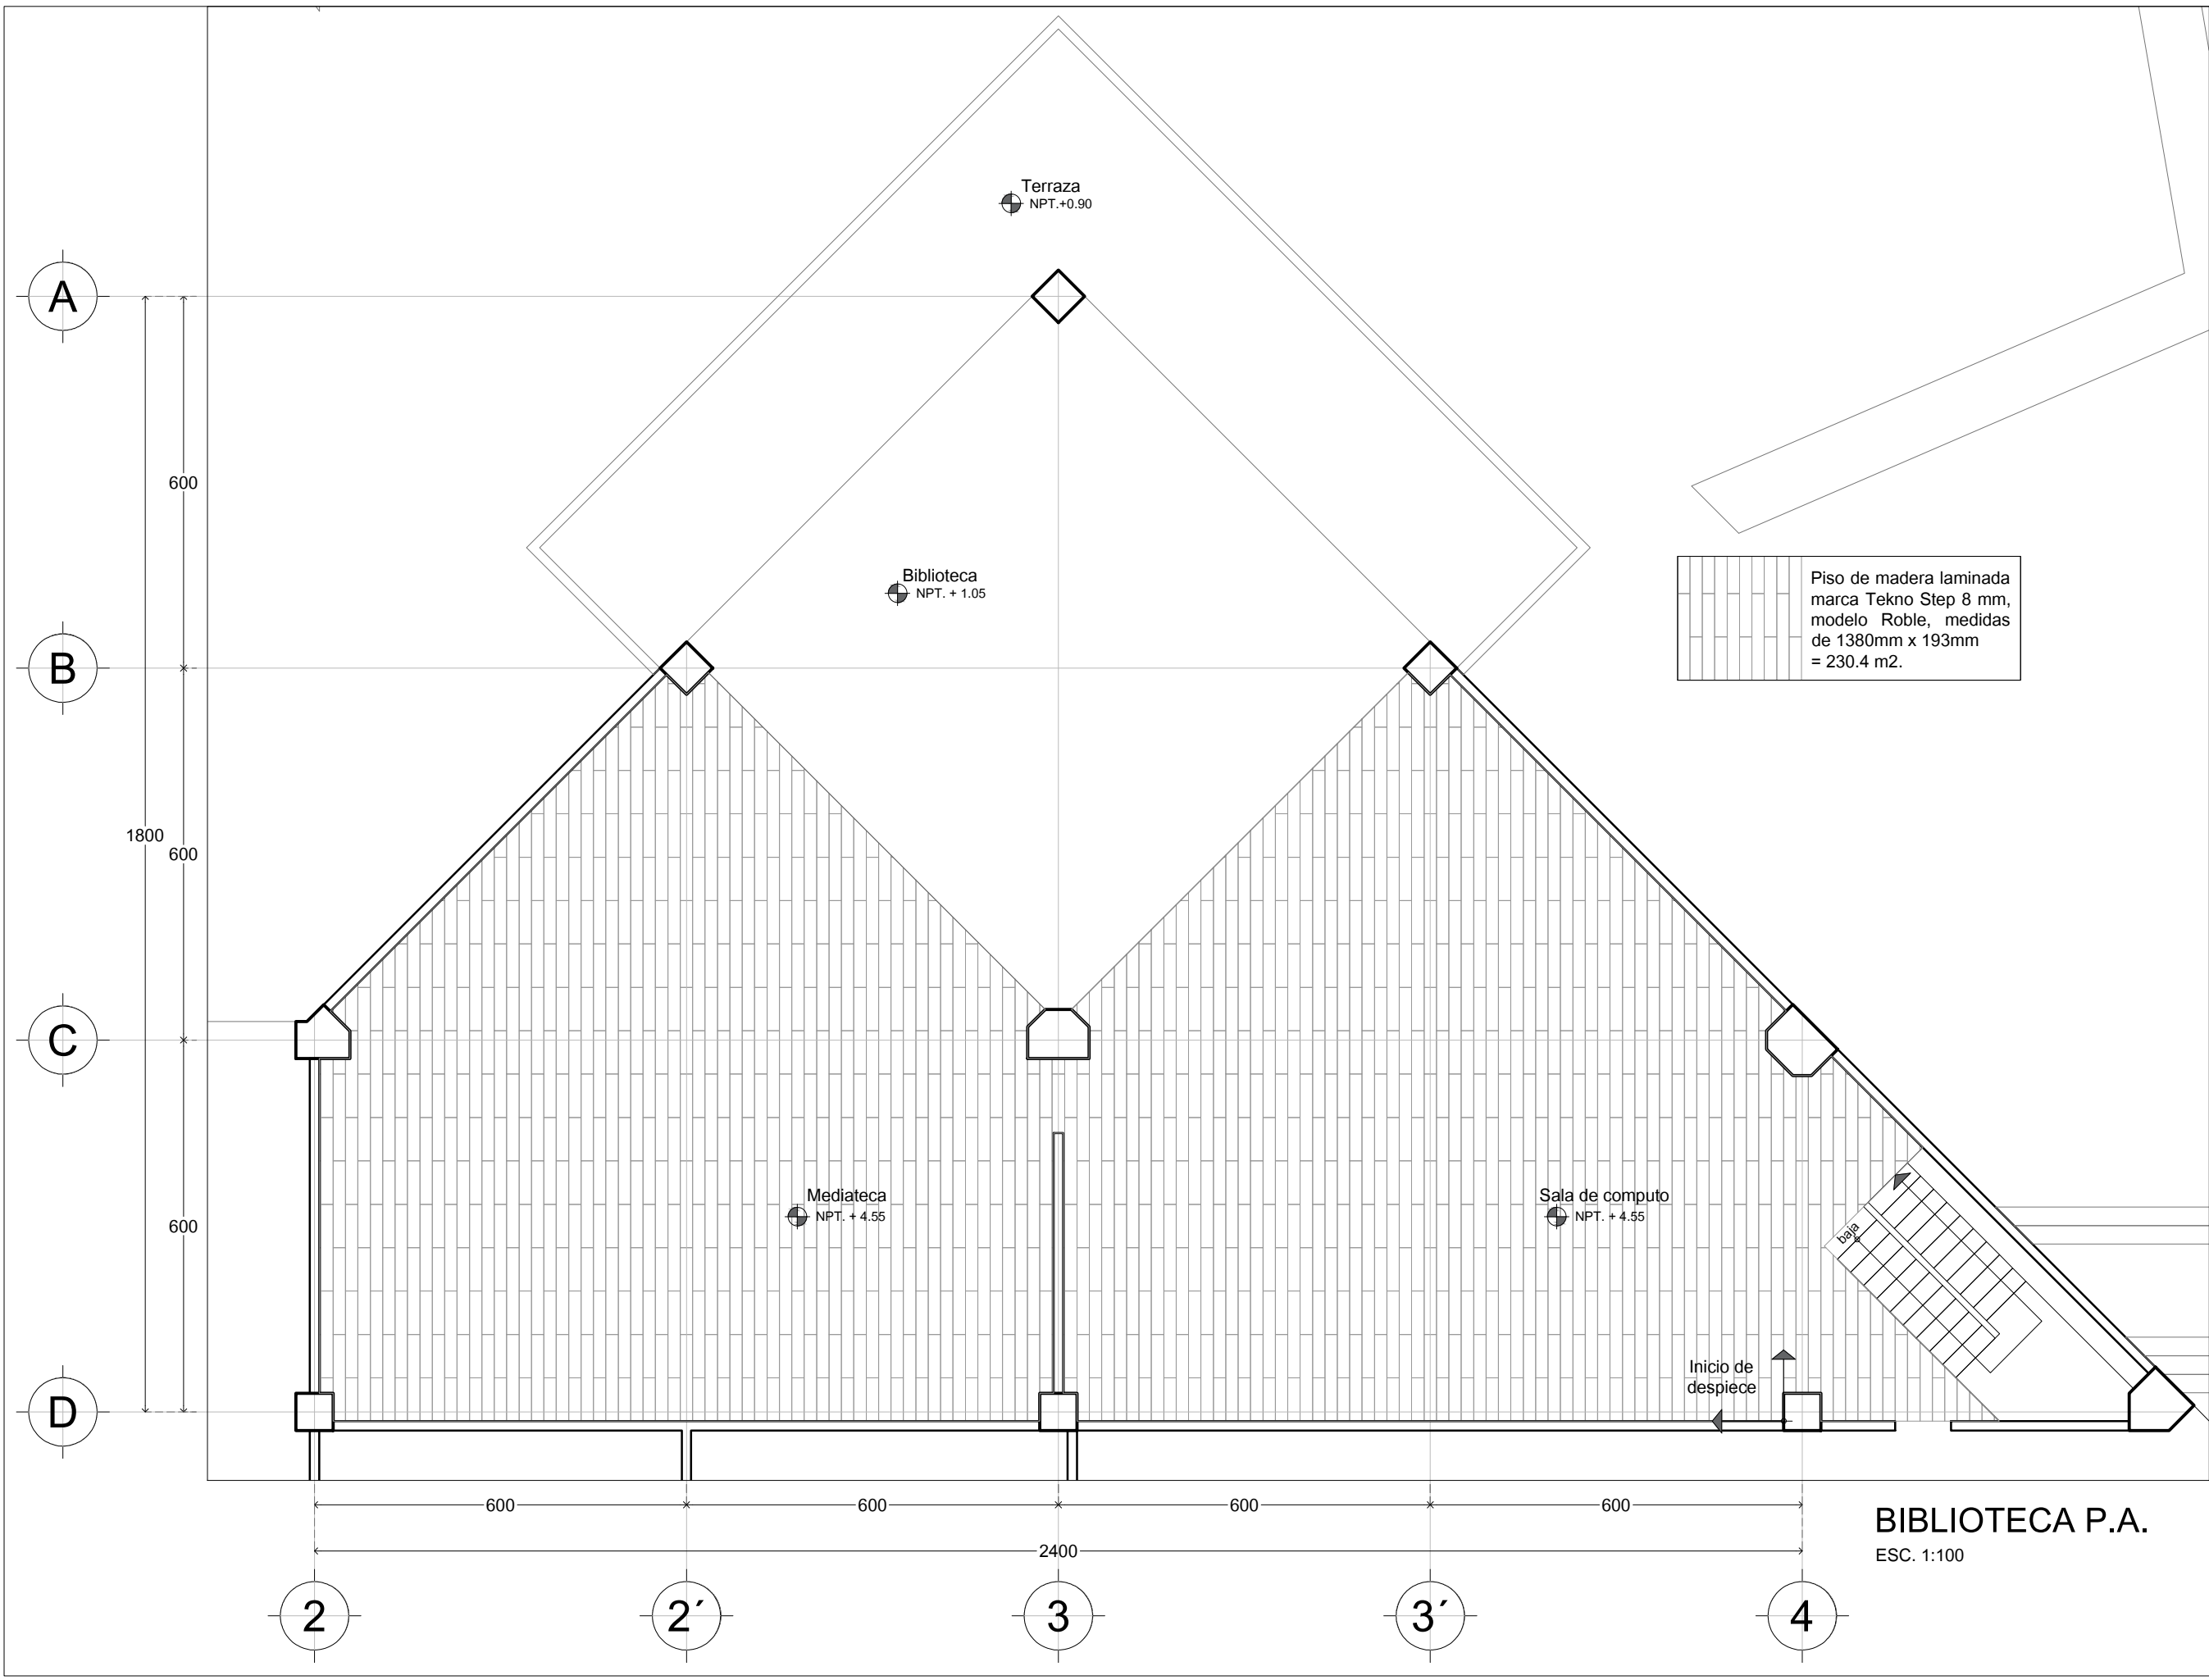 Terraza
NPT.+0.90
A
600
Biblioteca
NPT. + 1.05
Piso de madera laminada
marca Tekno Step 8 mm,
modelo Roble, medidas
de 1380mm x 193mm
= 230.4 m2.
B
1800
600
C
Mediateca
NPT. + 4.55
Sala de computo
NPT. + 4.55
baja
600
Inicio de
despiece
D
600
600
600
600
BIBLIOTECA P.A.
2400
ESC. 1:100
2
2´
3
3´
4